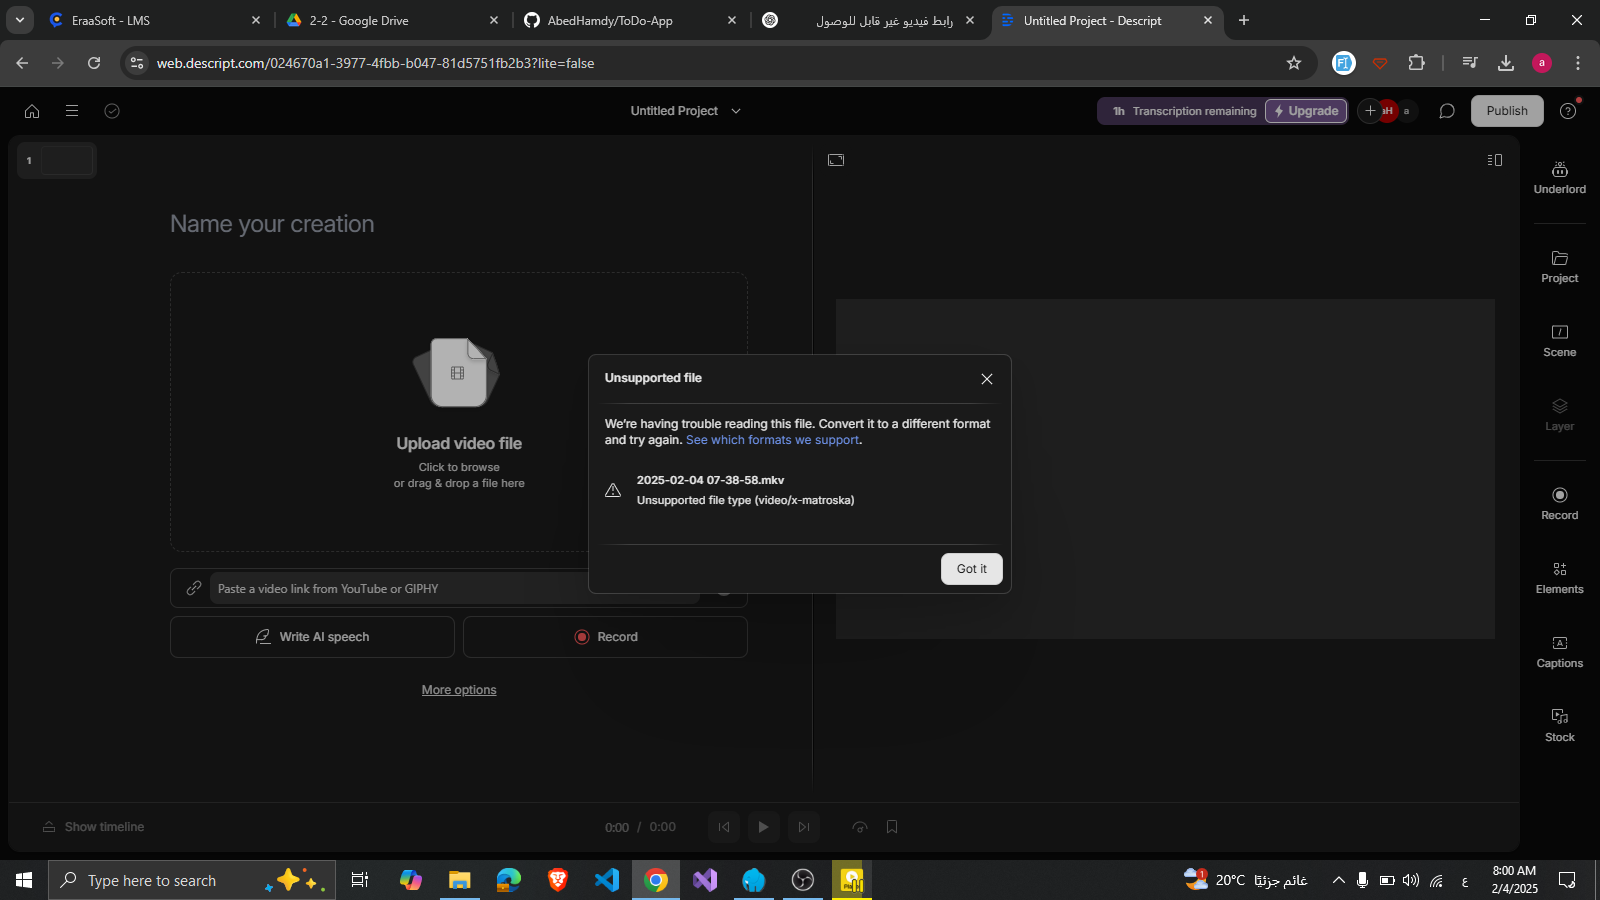 EraaSoft - LMS
2-2 - Google Drive
AbedHamdy/ToDo-App
رابط فيديو غير قابل للوصول
Untitled Project - Descript
web.descript.com/024670a1-3977-4fbb-b047-81d5751fb2b3?lite=false
a
Untitled Project
1h Transcription remaining
Upgrade
aH
a
Publish
1
Name your creation
Underlord
Project
Scene
Layer
Record
Elements
Captions
Stock
Upload video file
Click to browse
or drag & drop a file here
Unsupported file
We're having trouble reading this file. Convert it to a different format
and try again. See which formats we support.
2025-02-04 07-38-58.mkv
Unsupported file type (video/x-matroska)
Got it
Paste a video link from YouTube or GIPHY
Write AI speech
Record
More options
Show timeline
0:00 / 0:00
Type here to search
1
20°C
غائم جزئيًا
ع
8:00 AM
2/4/2025